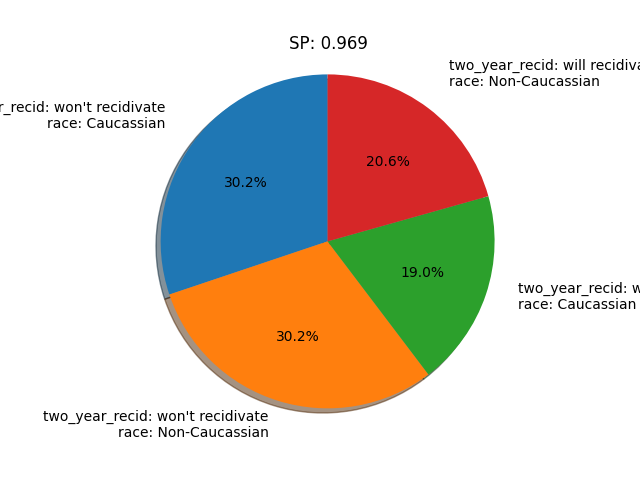 SP: 0.969
two_year_recid: will
race: Non-Caucassian
recid: won't recidivate
race: Caucassian
20.6%
30.2%
19.0%
two_year_recid:
race: Caucassian
30.2%
two_year_recid: won't recidivate
race: Non-Caucassian